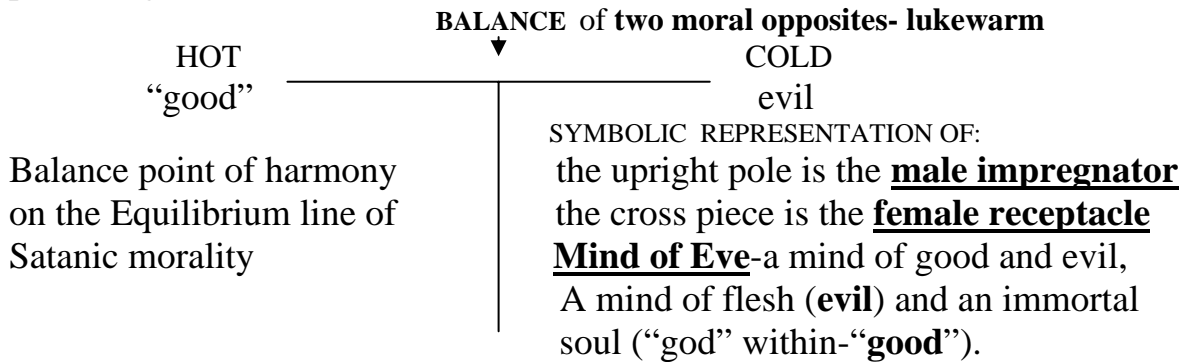 BALANCE of two moral opposites- lukewarm
HOT
COLD
“good”
evil
SYMBOLIC REPRESENTATION OF:
Balance point of harmony
on the Equilibrium line of
Satanic morality
the upright pole is the male impregnator
the cross piece is the female receptacle
Mind of Eve-a mind of good and evil,
A mind of flesh (evil) and an immortal
soul (“god” within-“good”).